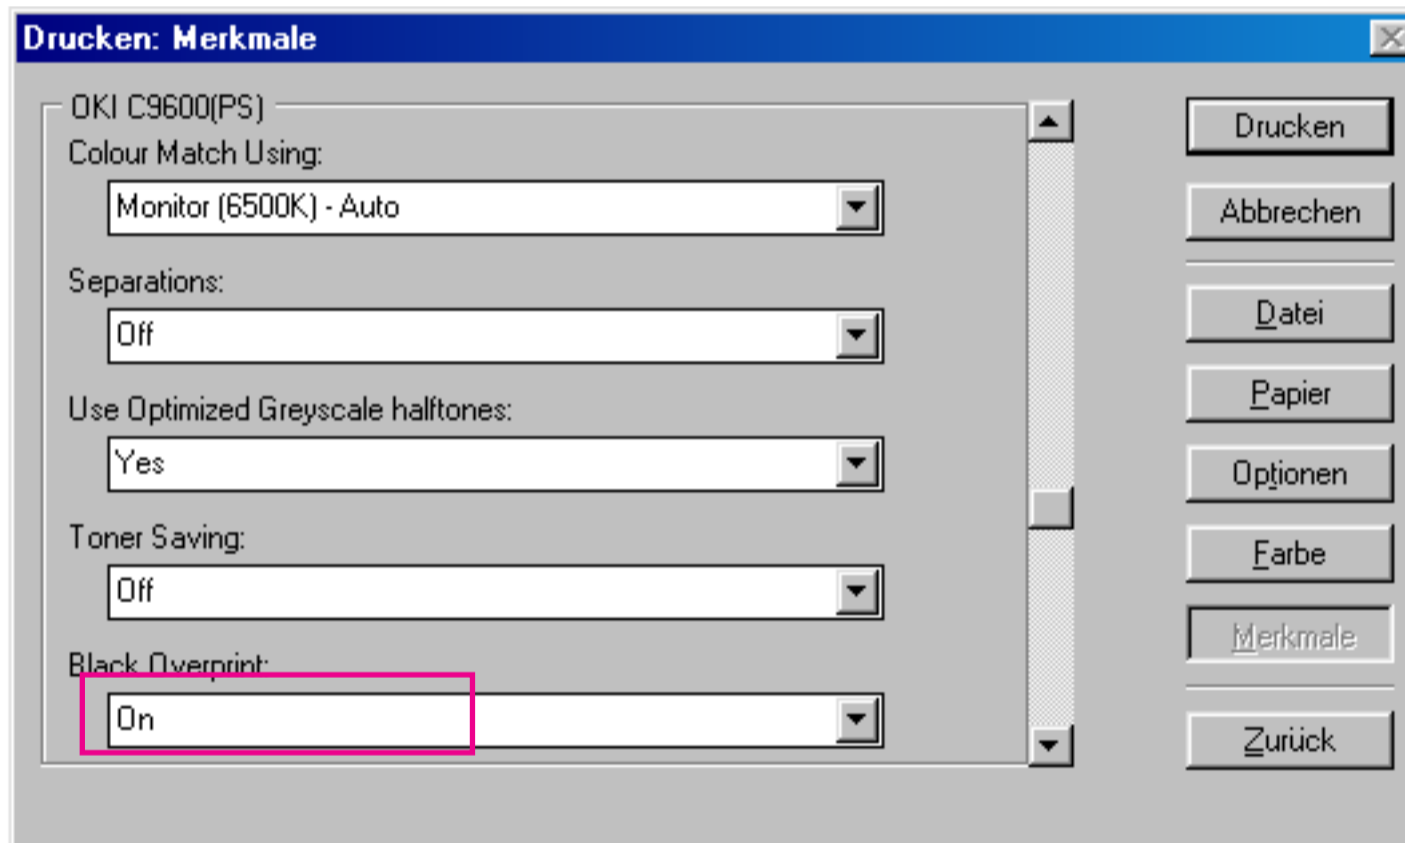 Drucken: Merkmale
OKI C9600(PS)
Colour Match Using:
Monitor (6500K) - Auto
Separations:
Off
Use Optimized Greyscale halftones:
Yes
Toner Saving:
Off
Black Overprint:
On
Drucken
Abbrechen
Datei
Papier
Optionen
Farbe
Merkmale
Zurück